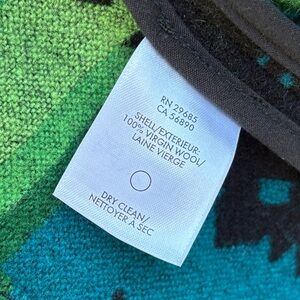 RN 29685
CA 56890
SHELL/EXTERIEUR:
100% VIRGIN WOOL/
LAINE VIERGE
DRY CLEAN/
NETTOYER À SEC